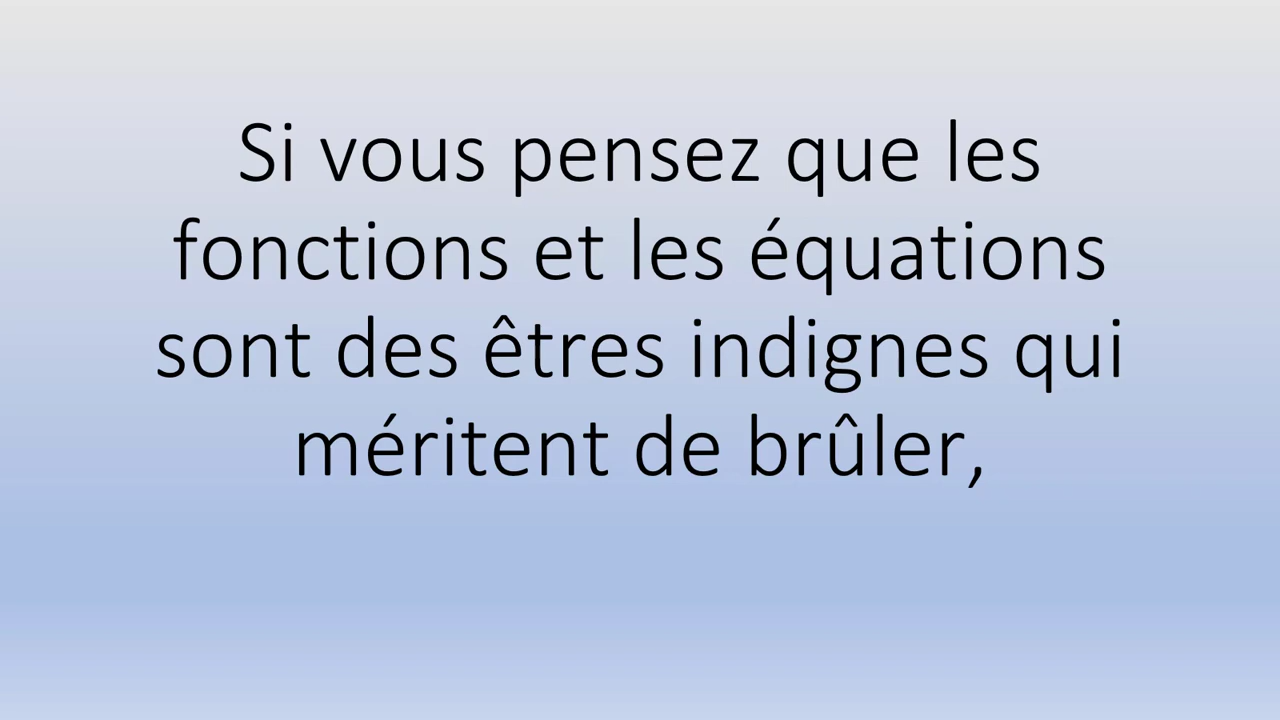 Si vous pensez que les
fonctions et les équations
sont des êtres indignes qui
méritent de brûler,